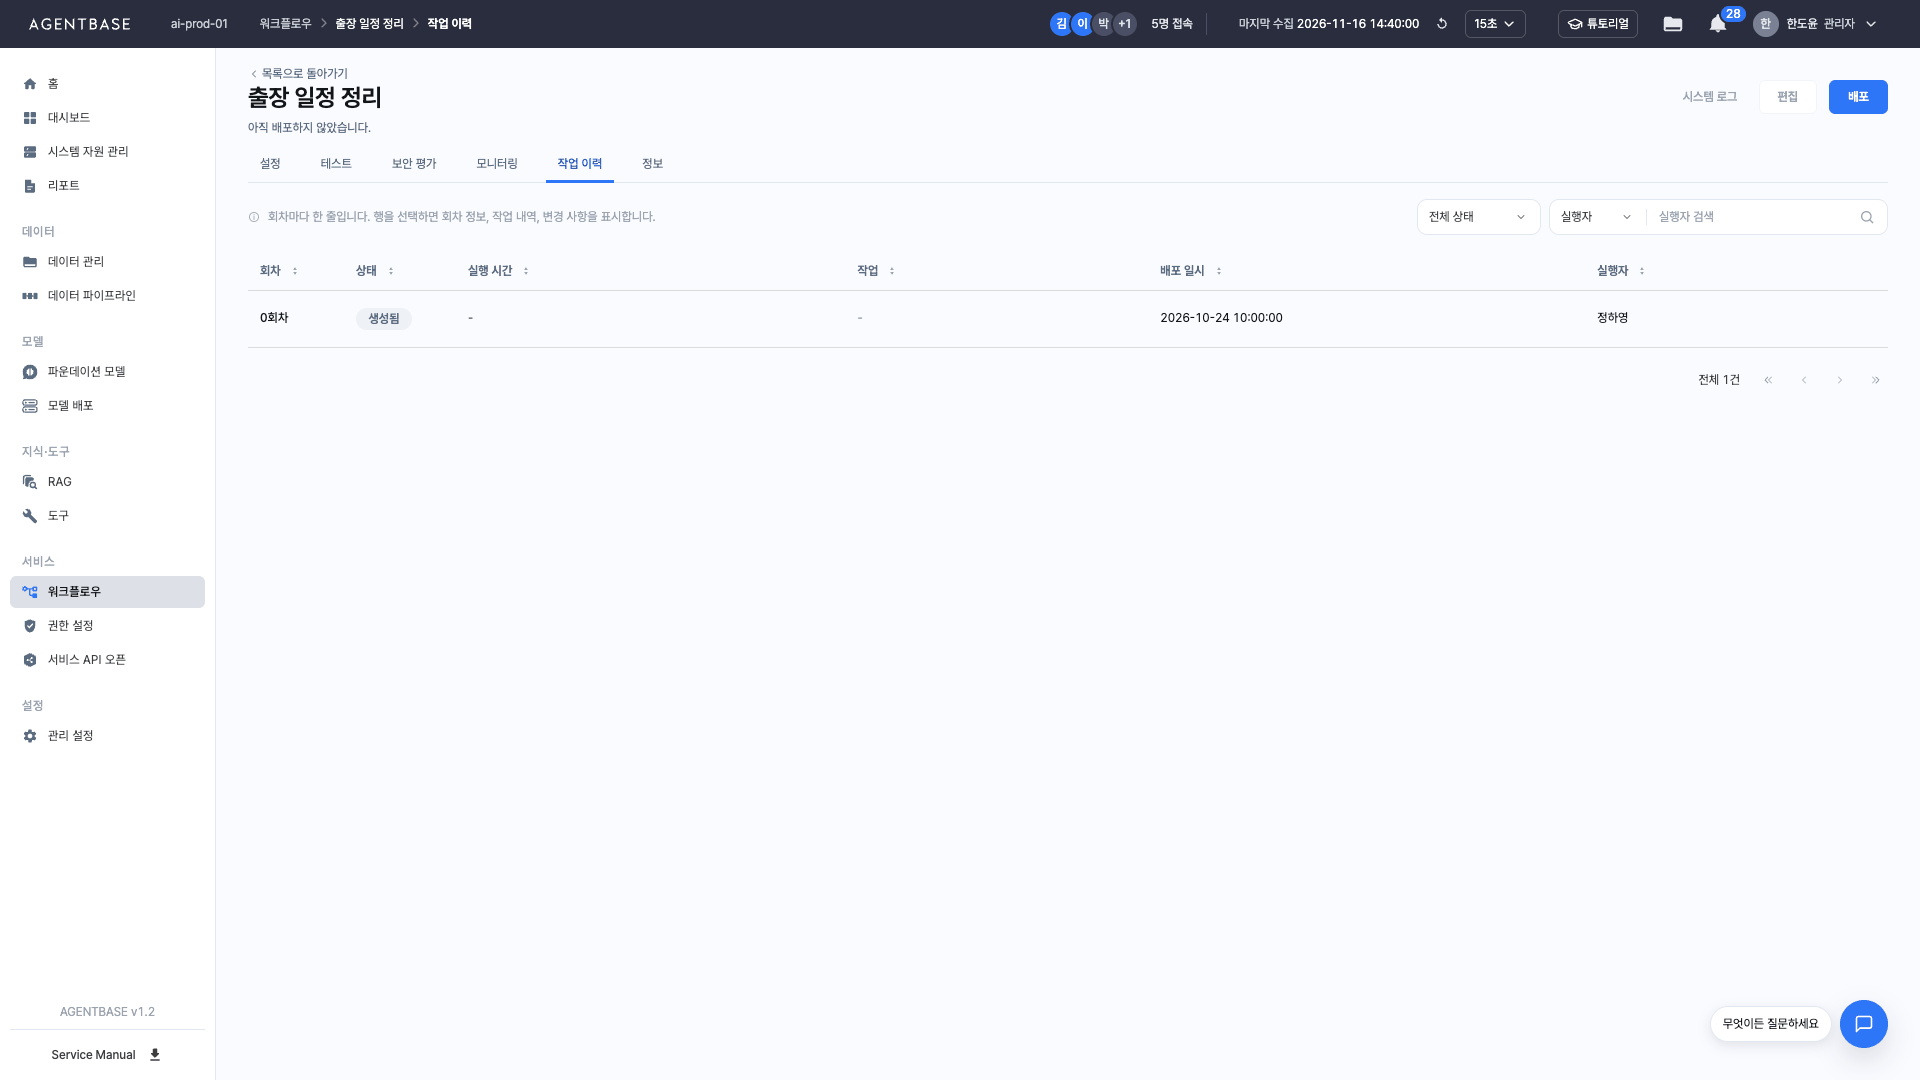 AGENTBASE
ai-prod-01
워크플로우 > 출장 일정 정리 > 작업 이력
김 이 박 +1 5명 접속
마지막 수집 2026-11-16 14:40:00
15초
튜토리얼
28
한 한도윤 관리자
홈
대시보드
시스템 자원 관리
리포트
데이터
데이터 관리
데이터 파이프라인
모델
파운데이션 모델
모델 배포
지식·도구
RAG
도구
서비스
워크플로우
권한 설정
서비스 API 오픈
설정
관리 설정
AGENTBASE v1.2
Service Manual
목록으로 돌아가기
출장 일정 정리
아직 배포하지 않았습니다.
시스템 로그 편집 배포
설정 테스트 보안 평가 모니터링 작업 이력 정보
회차마다 한 줄입니다. 행을 선택하면 회차 정보, 작업 내역, 변경 사항을 표시합니다.
전체 상태 실행자 실행자 검색
회차 상태 실행 시간 작업 배포 일시 실행자
0회차 생성됨 - - 2026-10-24 10:00:00 정하영
전체 1건
무엇이든 질문하세요